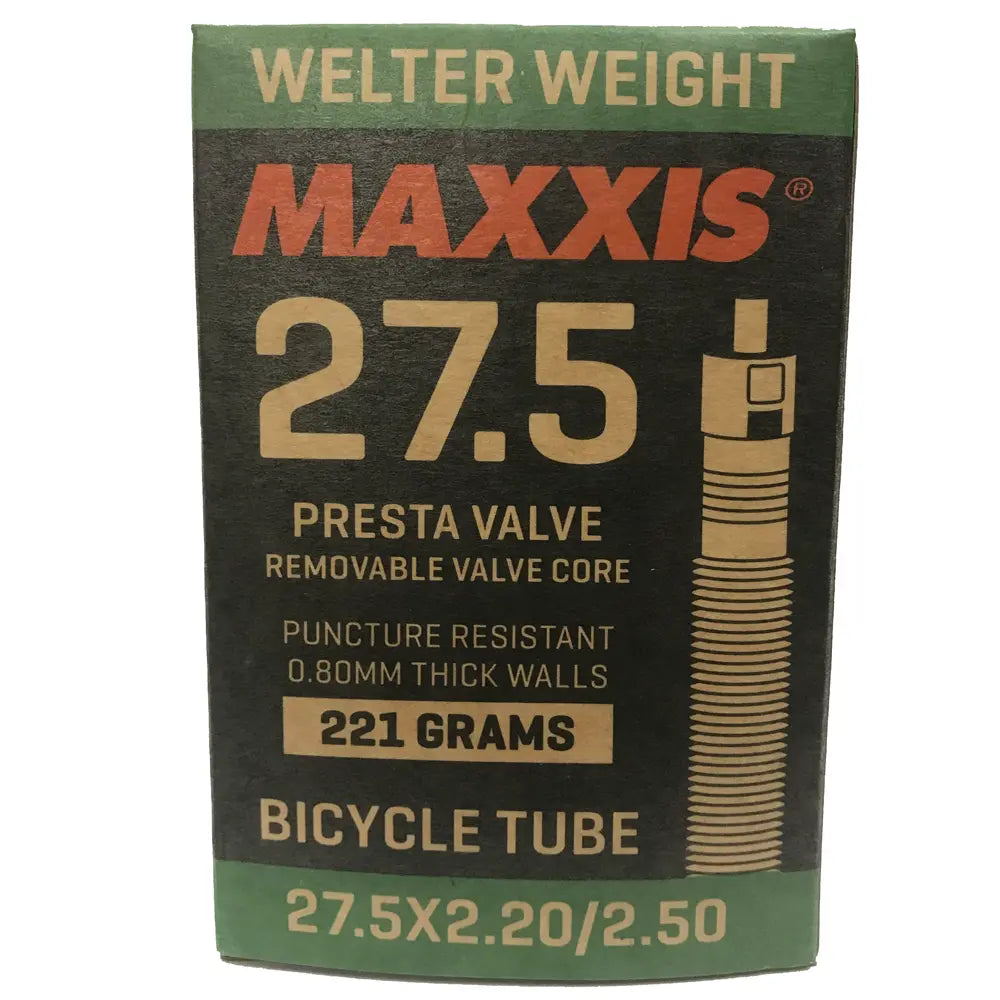 WELTER WEIGHT
MAXXIS®
27.5
PRESTA VALVE
REMOVABLE VALVE CORE
PUNCTURE RESISTANT
0.80MM THICK WALLS
221 GRAMS
BICYCLE TUBE
27.5X2.20/2.50